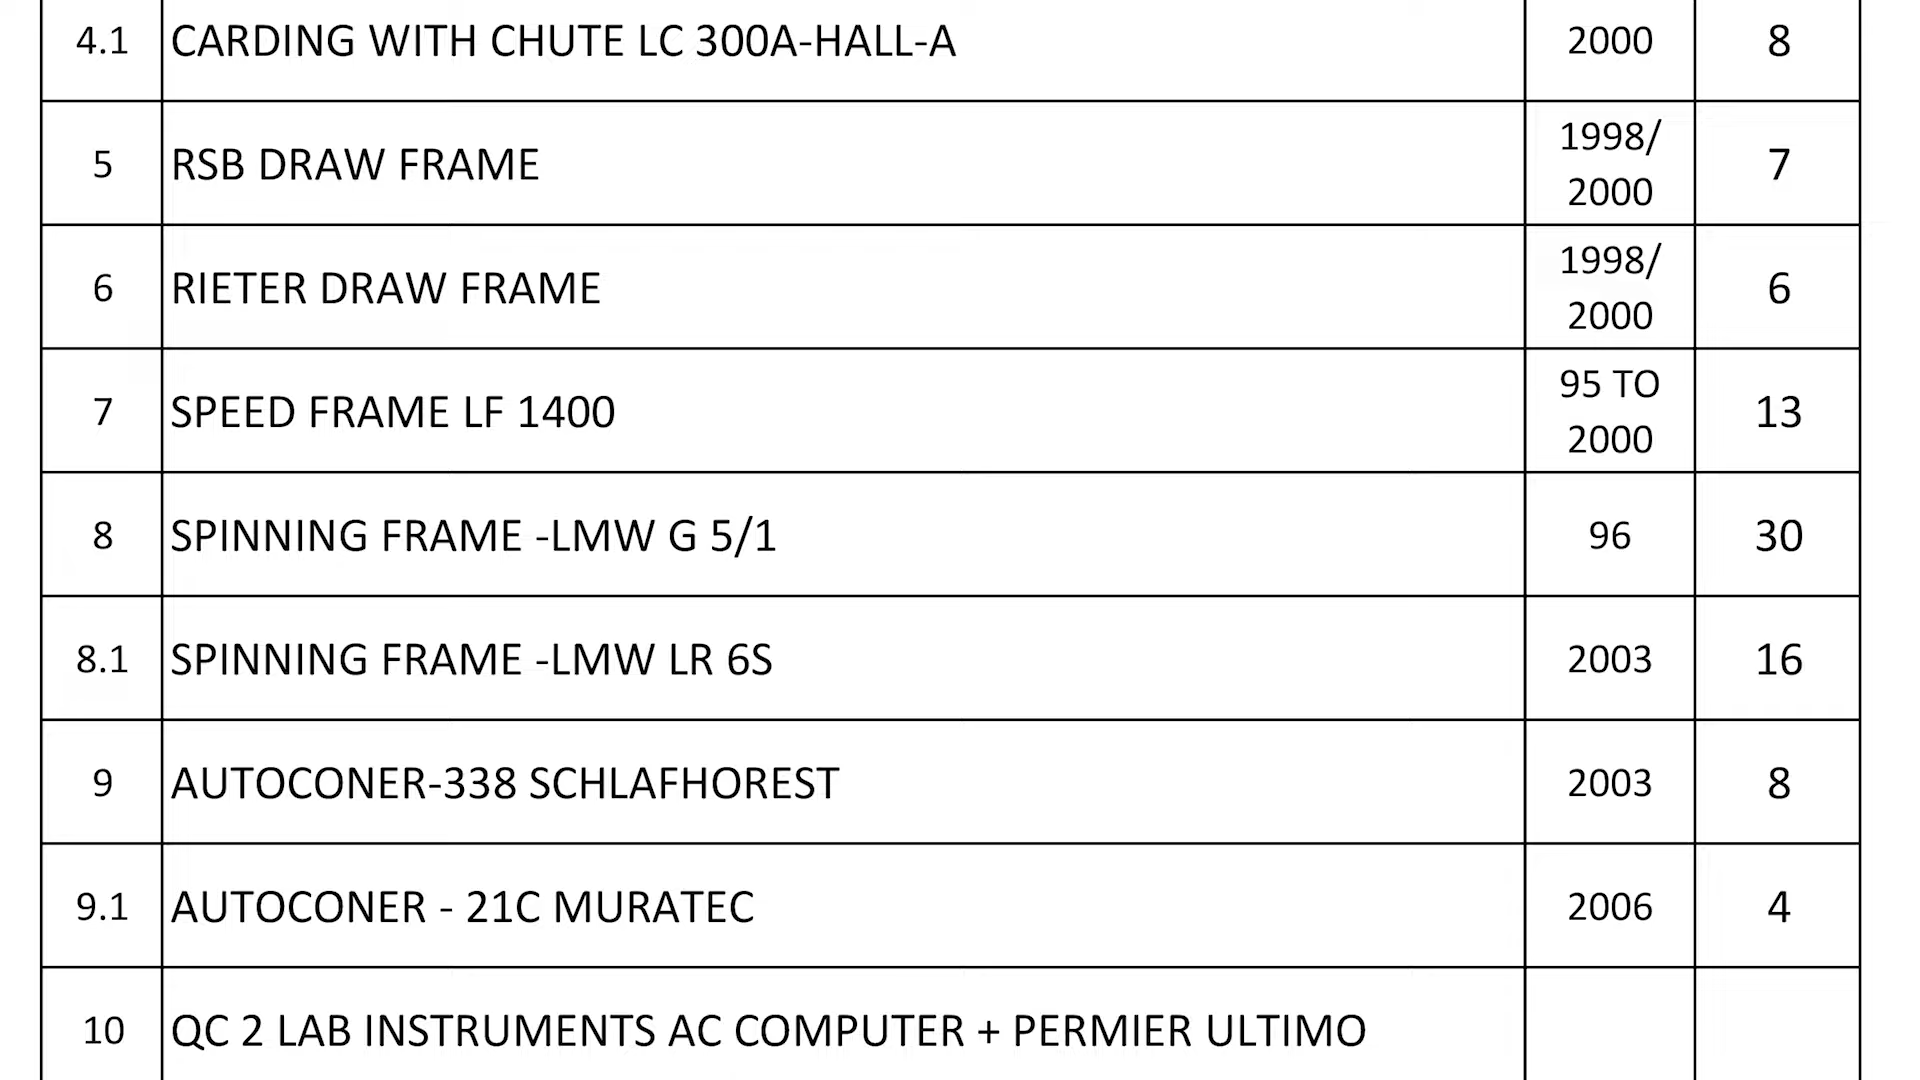 4.1 CARDING WITH CHUTE LC 300A-HALL-A 2000 8
5 RSB DRAW FRAME 1998/ 2000 7
6 RIETER DRAW FRAME 1998/ 2000 6
7 SPEED FRAME LF 1400 95 TO 2000 13
8 SPINNING FRAME -LMW G 5/1 96 30
8.1 SPINNING FRAME -LMW LR 6S 2003 16
9 AUTOCONER-338 SCHLAFHOREST 2003 8
9.1 AUTOCONER - 21C MURATEC 2006 4
10 QC 2 LAB INSTRUMENTS AC COMPUTER + PERMIER ULTIMO